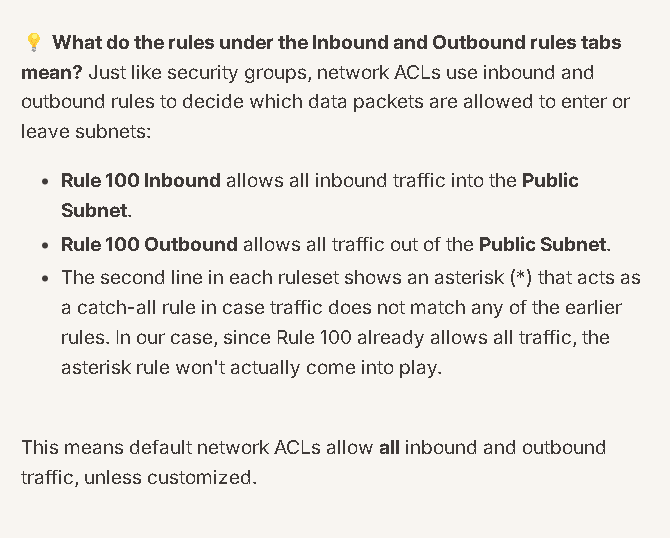 💡 What do the rules under the Inbound and Outbound rules tabs
mean? Just like security groups, network ACLs use inbound and
outbound rules to decide which data packets are allowed to enter or
leave subnets:
• Rule 100 Inbound allows all inbound traffic into the Public
Subnet.
• Rule 100 Outbound allows all traffic out of the Public Subnet.
• The second line in each ruleset shows an asterisk (*) that acts as
a catch-all rule in case traffic does not match any of the earlier
rules. In our case, since Rule 100 already allows all traffic, the
asterisk rule won't actually come into play.
This means default network ACLs allow all inbound and outbound
traffic, unless customized.